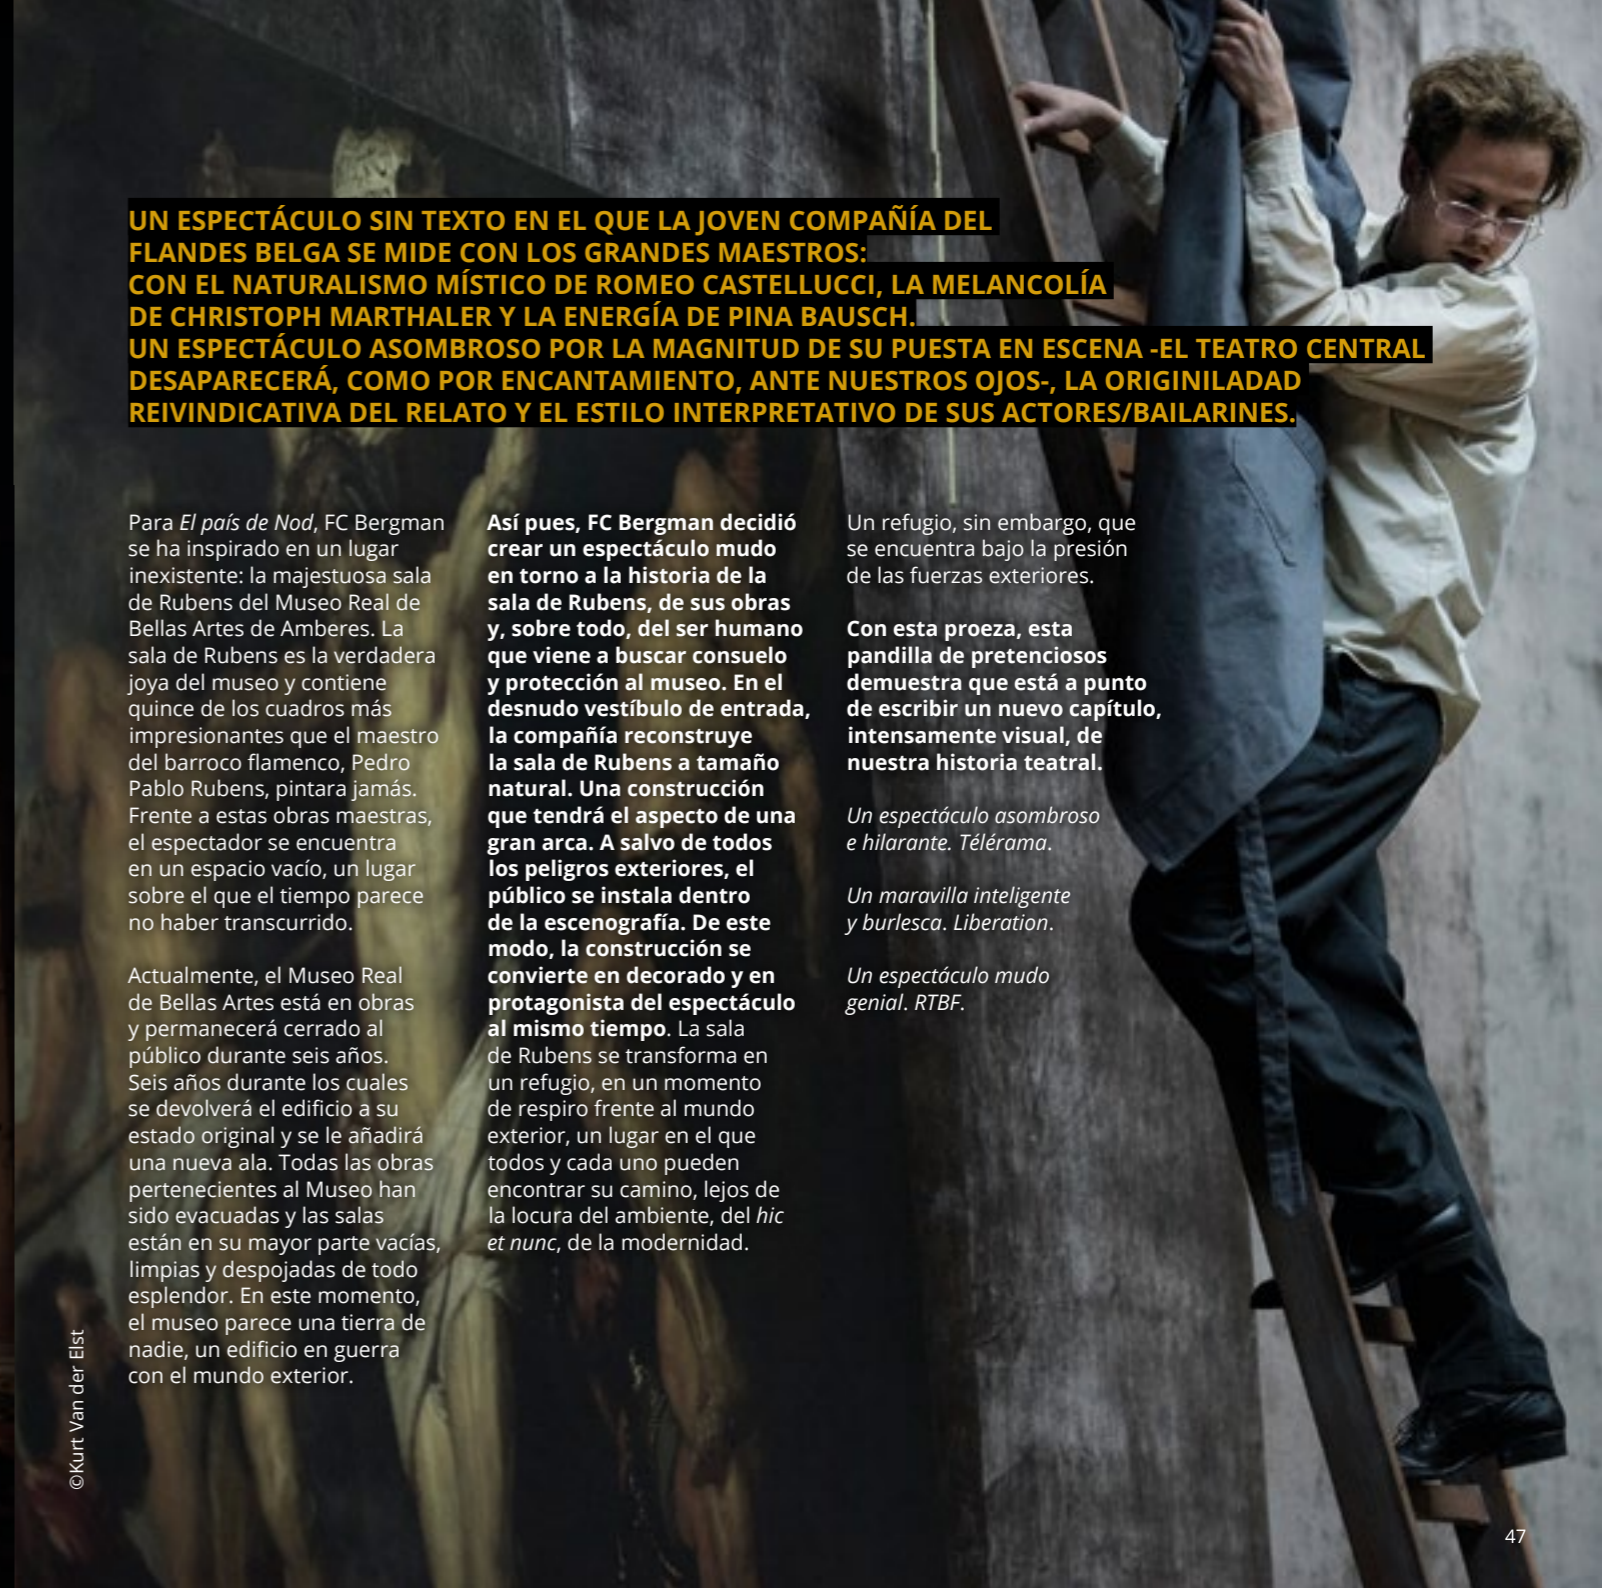 UN ESPECTÁCULO SIN TEXTO EN EL QUE LA JOVEN COMPAÑÍA DEL
FLANDES BELGA SE MIDE CON LOS GRANDES MAESTROS:
CON EL NATURALISMO MÍSTICO DE ROMEO CASTELLUCCI, LA MELANCOLÍA
DE CHRISTOPH MARTHALER Y LA ENERGÍA DE PINA BAUSCH.
UN ESPECTÁCULO ASOMBROSO POR LA MAGNITUD DE SU PUESTA EN ESCENA -EL TEATRO CENTRAL
DESAPARECERÁ, COMO POR ENCANTAMIENTO, ANTE NUESTROS OJOS-, LA ORIGINILADAD
REIVINDICATIVA DEL RELATO Y EL ESTILO INTERPRETATIVO DE SUS ACTORES/BAILARINES.
Para El país de Nod, FC Bergman
se ha inspirado en un lugar
inexistente: la majestuosa sala
de Rubens del Museo Real de
Bellas Artes de Amberes. La
sala de Rubens es la verdadera
joya del museo y contiene
quince de los cuadros más
impresionantes que el maestro
del barroco flamenco, Pedro
Pablo Rubens, pintara jamás.
Frente a estas obras maestras,
el espectador se encuentra
en un espacio vacío, un lugar
sobre el que el tiempo parece
no haber transcurrido.
Actualmente, el Museo Real
de Bellas Artes está en obras
y permanecerá cerrado al
público durante seis años.
Seis años durante los cuales
se devolverá el edificio a su
estado original y se le añadirá
una nueva ala. Todas las obras
pertenecientes al Museo han
sido evacuadas y las salas
están en su mayor parte vacías,
limpias y despojadas de todo
esplendor. En este momento,
el museo parece una tierra de
nadie, un edificio en guerra
con el mundo exterior.
Así pues, FC Bergman decidió
crear un espectáculo mudo
en torno a la historia de la
sala de Rubens, de sus obras
y, sobre todo, del ser humano
que viene a buscar consuelo
y protección al museo. En el
desnudo vestíbulo de entrada,
la compañía reconstruye
la sala de Rubens a tamaño
natural. Una construcción
que tendrá el aspecto de una
gran arca. A salvo de todos
los peligros exteriores, el
público se instala dentro
de la escenografía. De este
modo, la construcción se
convierte en decorado y en
protagonista del espectáculo
al mismo tiempo. La sala
de Rubens se transforma en
un refugio, en un momento
de respiro frente al mundo
exterior, un lugar en el que
todos y cada uno pueden
encontrar su camino, lejos de
la locura del ambiente, del hic
et nunc, de la modernidad.
Un refugio, sin embargo, que
se encuentra bajo la presión
de las fuerzas exteriores.
Con esta proeza, esta
pandilla de pretenciosos
demuestra que está a punto
de escribir un nuevo capítulo,
intensamente visual, de
nuestra historia teatral.
Un espectáculo asombroso
e hilarante. Télérama.
Un maravilla inteligente
y burlesca. Liberation.
Un espectáculo mudo
genial. RTBF.
©Kurt Van der Elst
47